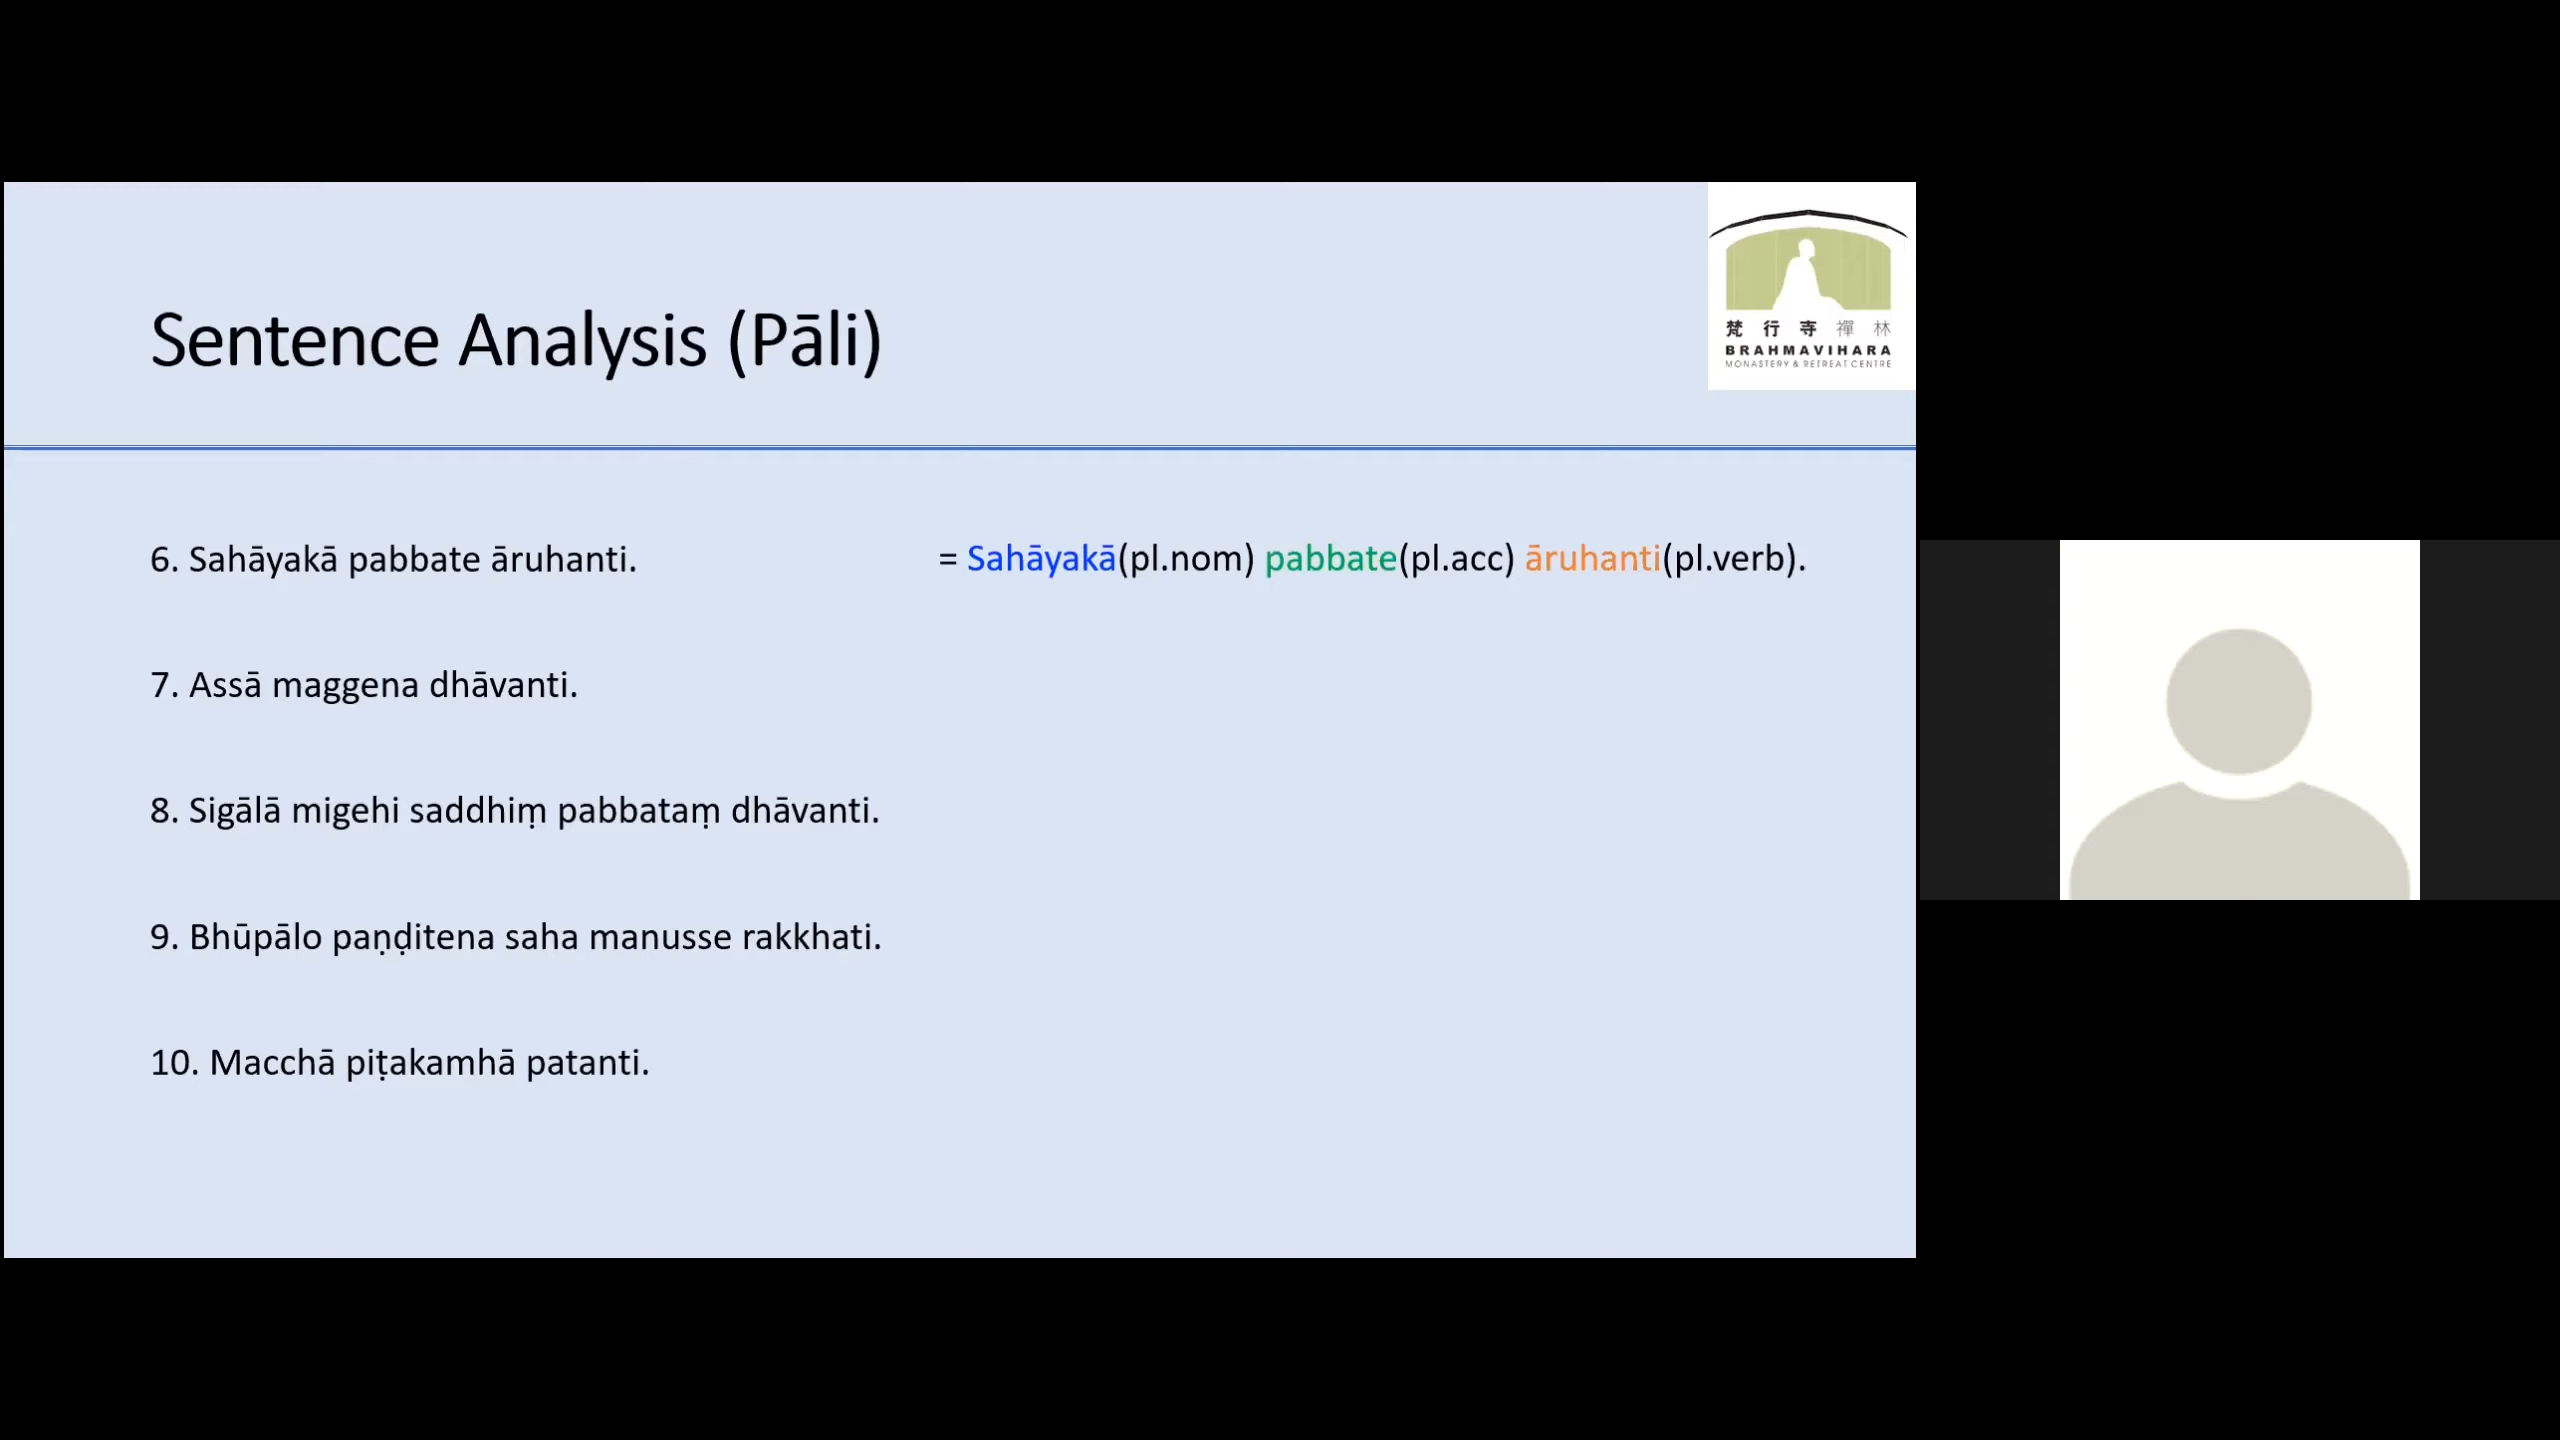 Sentence Analysis (Pāli)
梵行寺禪林
BRAHMAVIHARA
MONASTERY & RETREAT CENTRE
6. Sahāyakā pabbate āruhanti.
= Sahāyakā(pl.nom) pabbate(pl.acc) āruhanti(pl.verb).
7. Assā maggena dhāvanti.
8. Sigālā migehi saddhiṃ pabbataṃ dhāvanti.
9. Bhūpālo paṇḍitena saha manusse rakkhati.
10. Macchā piṭakamhā patanti.